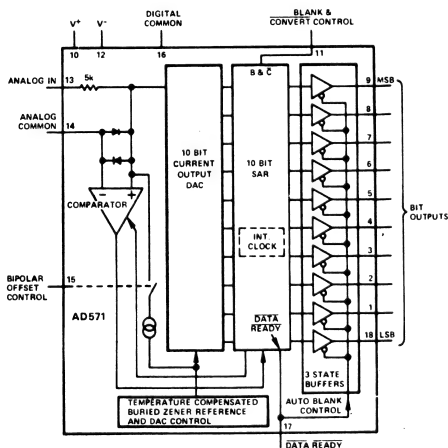 V+
V-
DIGITAL
COMMON
BLANK &
CONVERT CONTROL
10
12
16
11
ANALOG IN
13
5k
B & C̅
9
MSB
ANALOG
COMMON
14
8
7
10 BIT
CURRENT
OUTPUT
DAC
10 BIT
SAR
6
5
COMPARATOR
-
+
4
BIT
OUTPUTS
INT.
CLOCK
3
BIPOLAR
OFFSET
CONTROL
15
2
1
AD571
DATA
READY
18
LSB
3 STATE
BUFFERS
TEMPERATURE COMPENSATED
BURIED ZENER REFERENCE
AND DAC CONTROL
AUTO BLANK
CONTROL
17
DATA READY